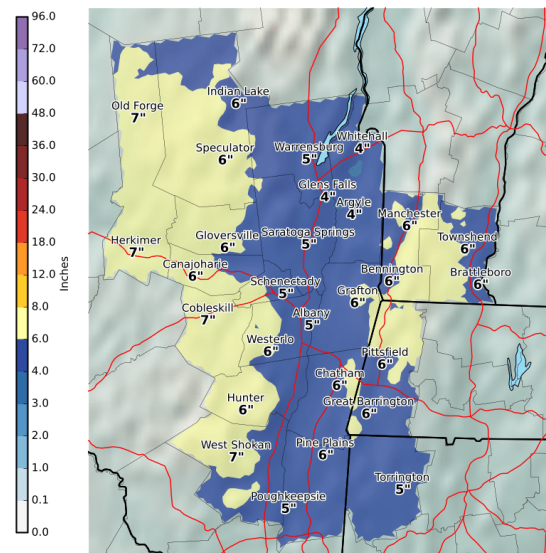 96.0
72.0
60.0
48.0
36.0
30.0
24.0
18.0
12.0
8.0
6.0
4.0
3.0
2.0
1.0
0.1
0.0
Inches
Indian Lake
6"
Old Forge
7"
Whitehall
4"
Speculator
6"
Warrensburg
5"
Glens Falls
4"
Argyle
4"
Manchester
6"
Herkimer
7"
Gloversville
6"
Saratoga Springs
5"
Townshend
6"
Canajoharie
6"
Bennington
6"
Brattleboro
6"
Schenectady
5"
Grafton
6"
Cobleskill
7"
Albany
5"
Westerlo
6"
Pittsfield
6"
Chatham
6"
Hunter
6"
Great Barrington
6"
West Shokan
7"
Pine Plains
6"
Torrington
5"
Poughkeepsie
5"